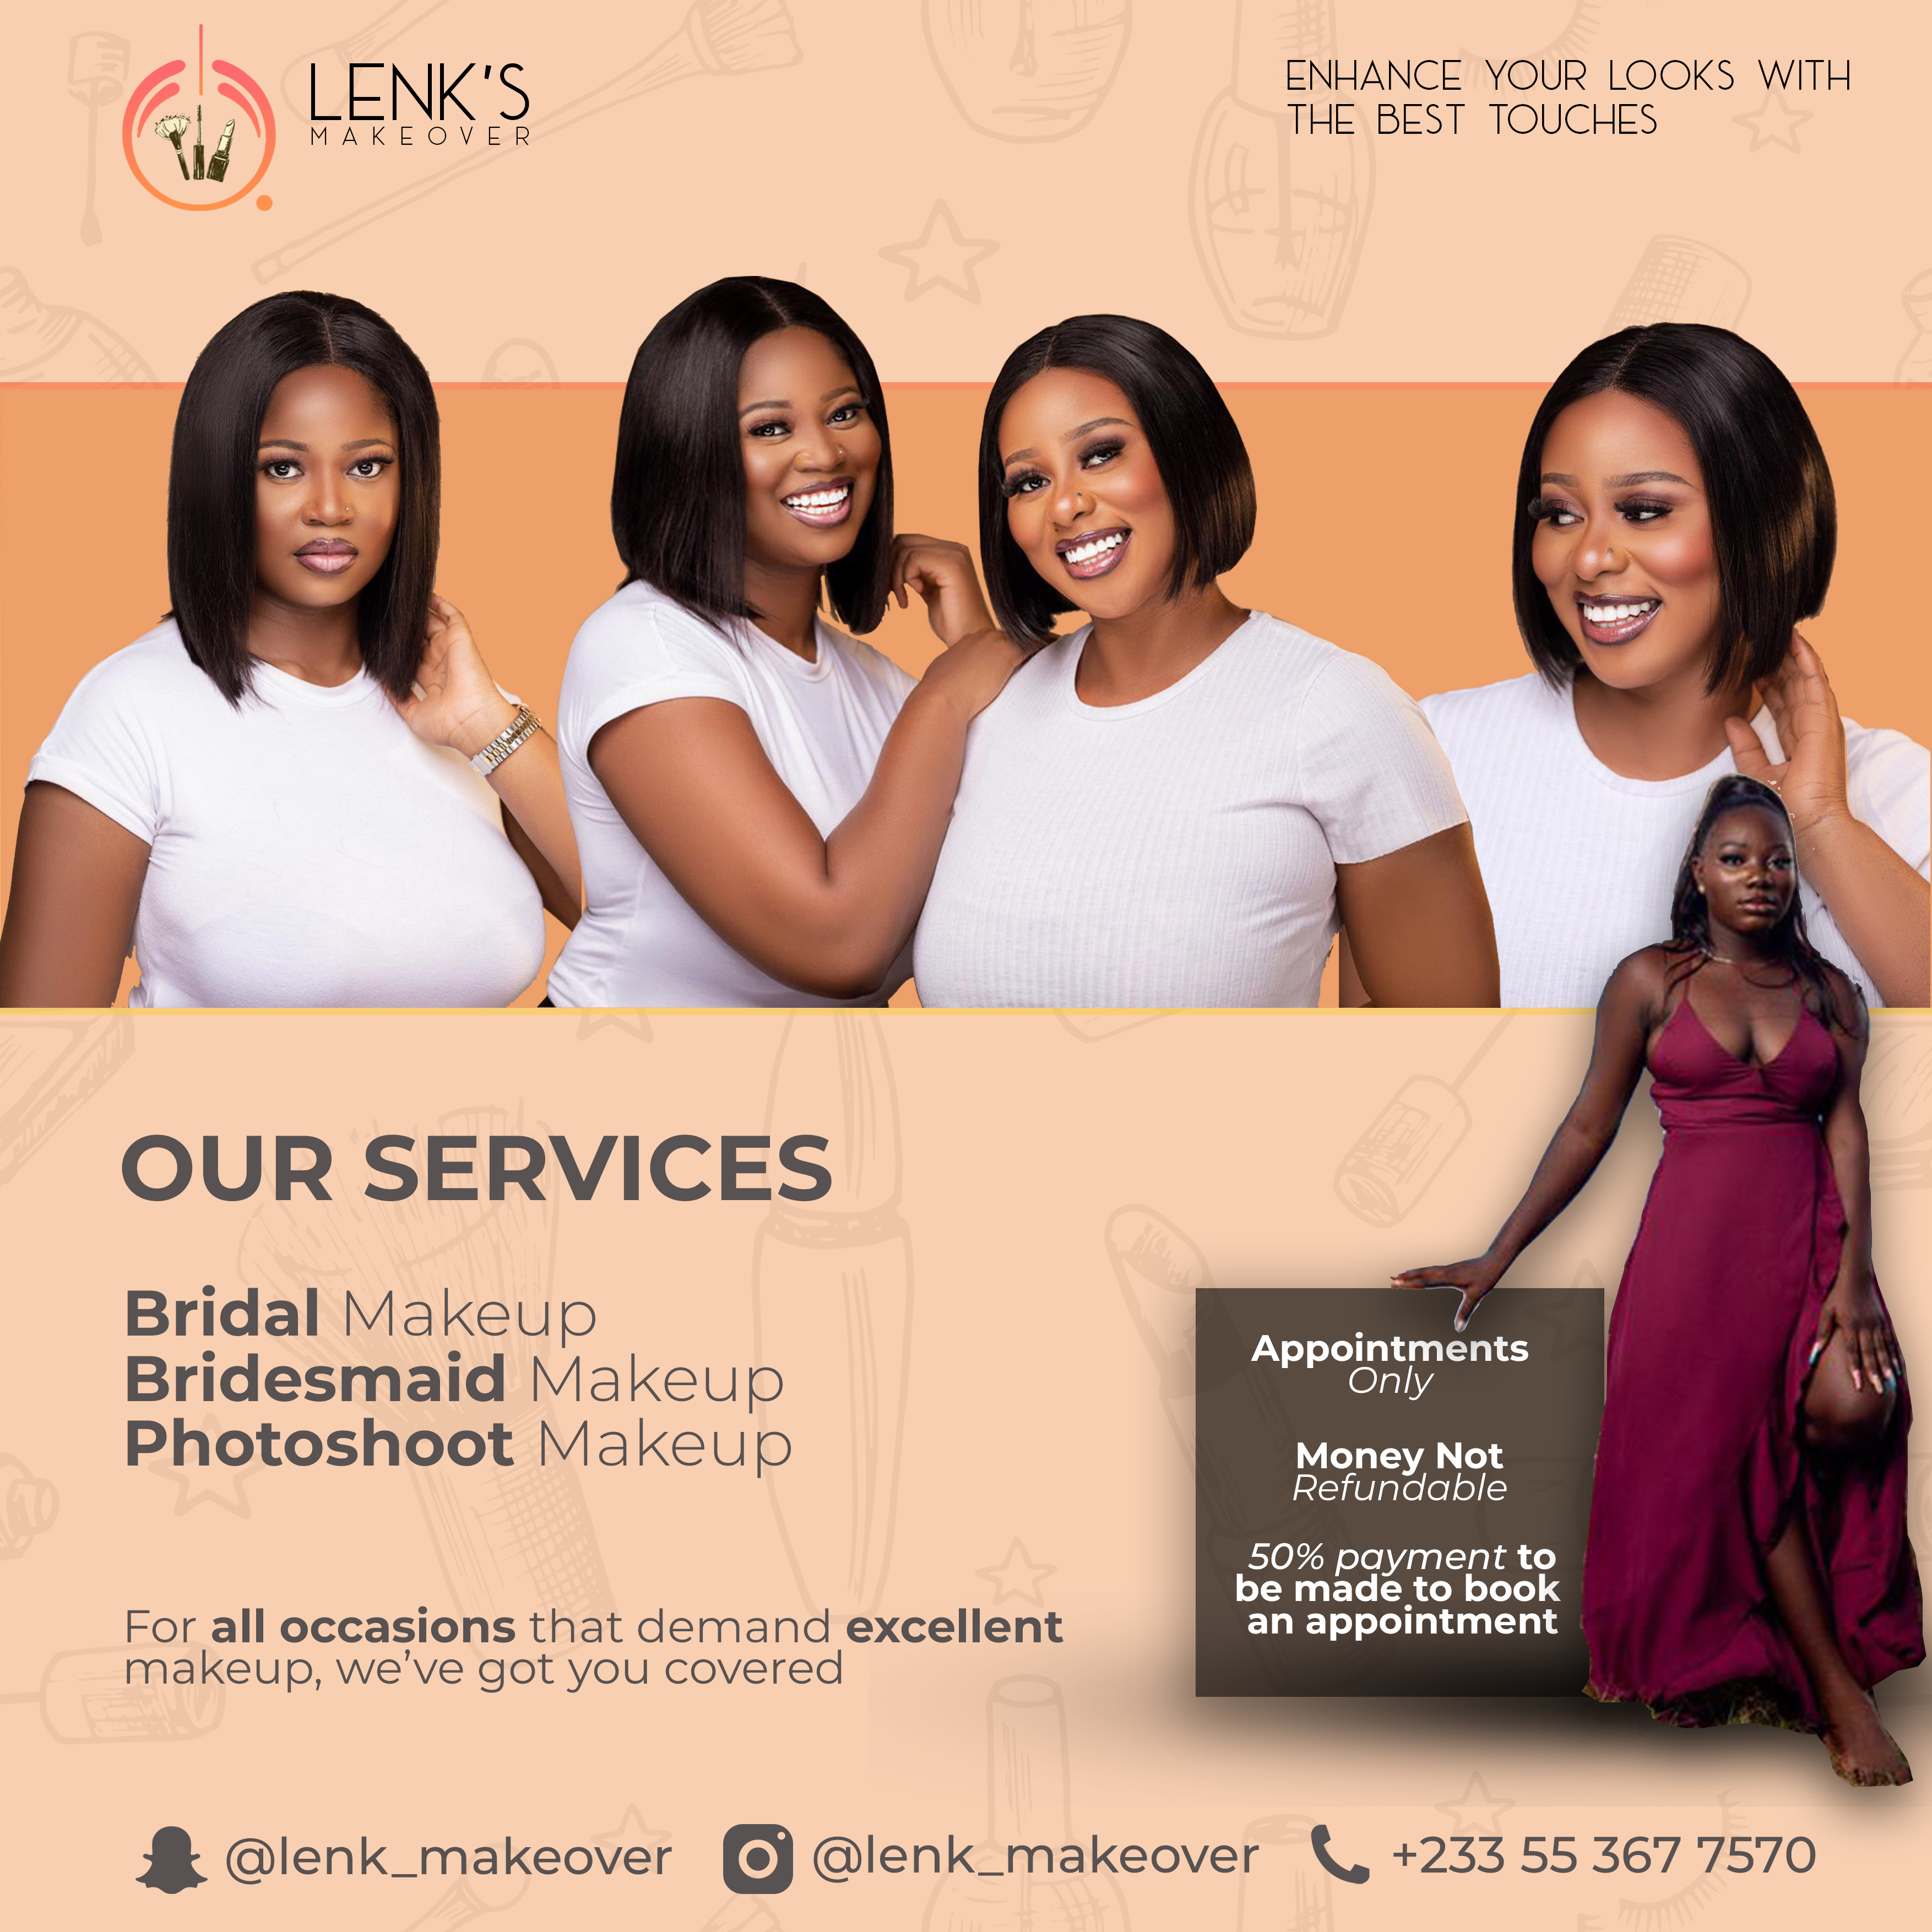 LENK'S
MAKEOVER
ENHANCE YOUR LOOKS WITH
THE BEST TOUCHES
OUR SERVICES
Bridal Makeup
Bridesmaid Makeup
Photoshoot Makeup
For all occasions that demand excellent
makeup, we've got you covered
Appointments
Only
Money Not
Refundable
50% payment to
be made to book
an appointment
@lenk_makeover
@lenk_makeover
+233 55 367 7570